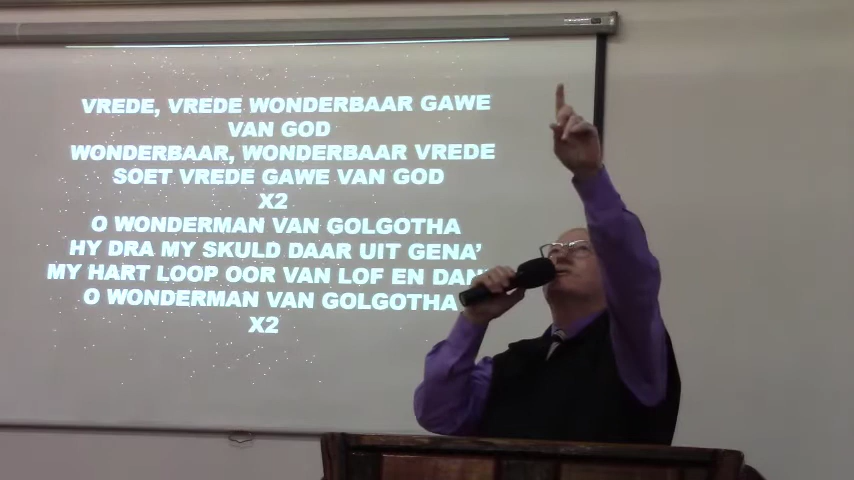 VREDE, VREDE WONDERBAAR GAWE
VAN GOD
WONDERBAAR, WONDERBAAR VREDE
SOET VREDE GAWE VAN GOD
X2
O WONDERMAN VAN GOLGOTHA
HY DRA MY SKULD DAAR UIT GENA'
MY HART LOOP OOR VAN LOF EN
O WONDERMAN VAN GOLGOTHA
X2